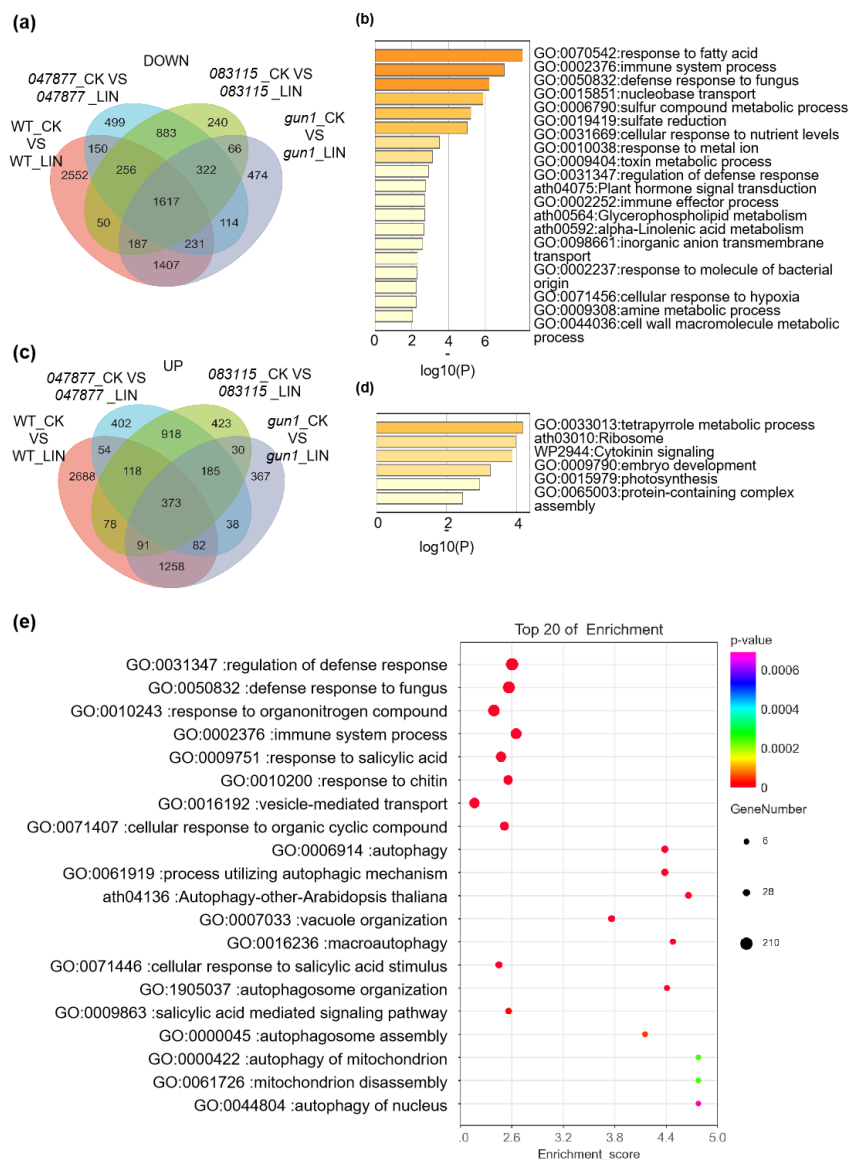 (a)
DOWN
047877_CK VS
047877 _LIN
083115 _CK VS
083115 _LIN
WT_CK
VS
WT_LIN
gun1_CK
VS
gun1_LIN
499
883
240
150
66
2552
256
322
474
1617
50
114
187
231
1407
(b)
GO:0070542:response to fatty acid
GO:0002376:immune system process
GO:0050832:defense response to fungus
GO:0015851:nucleobase transport
GO:0006790:sulfur compound metabolic process
GO:0019419:sulfate reduction
GO:0031669:cellular response to nutrient levels
GO:0010038:response to metal ion
GO:0009404:toxin metabolic process
GO:0031347:regulation of defense response
ath04075:Plant hormone signal transduction
GO:0002252:immune effector process
ath00564:Glycerophospholipid metabolism
ath00592:alpha-Linolenic acid metabolism
GO:0098661:inorganic anion transmembrane
transport
GO:0002237:response to molecule of bacterial
origin
GO:0071456:cellular response to hypoxia
GO:0009308:amine metabolic process
GO:0044036:cell wall macromolecule metabolic
process
0 2 4 6
-
log10(P)
(c)
UP
047877_CK VS
047877 _LIN
083115 _CK VS
083115 _LIN
WT_CK
VS
WT_LIN
gun1_CK
VS
gun1_LIN
402
918
423
54
30
2688
118
185
367
373
78
38
91
82
1258
(d)
GO:0033013:tetrapyrrole metabolic process
ath03010:Ribosome
WP2944:Cytokinin signaling
GO:0009790:embryo development
GO:0015979:photosynthesis
GO:0065003:protein-containing complex
assembly
0 2 4
log10(P)
(e)
Top 20 of Enrichment
GO:0031347 :regulation of defense response
GO:0050832 :defense response to fungus
GO:0010243 :response to organonitrogen compound
GO:0002376 :immune system process
GO:0009751 :response to salicylic acid
GO:0010200 :response to chitin
GO:0016192 :vesicle-mediated transport
GO:0071407 :cellular response to organic cyclic compound
GO:0006914 :autophagy
GO:0061919 :process utilizing autophagic mechanism
ath04136 :Autophagy-other-Arabidopsis thaliana
GO:0007033 :vacuole organization
GO:0016236 :macroautophagy
GO:0071446 :cellular response to salicylic acid stimulus
GO:1905037 :autophagosome organization
GO:0009863 :salicylic acid mediated signaling pathway
GO:0000045 :autophagosome assembly
GO:0000422 :autophagy of mitochondrion
GO:0061726 :mitochondrion disassembly
GO:0044804 :autophagy of nucleus
.0 2.6 3.2 3.8 4.4 5.0
Enrichment score
p-value
0.0006
0.0004
0.0002
0
GeneNumber
6
28
210